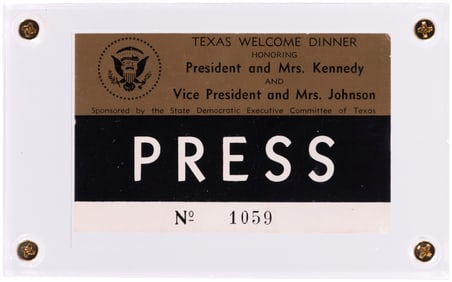 TEXAS WELCOME DINNER
HONORING
President and Mrs. Kennedy
AND
Vice President and Mrs. Johnson
Sponsored by the State Democratic Executive Committee of Texas
PRESS
Nº 1059